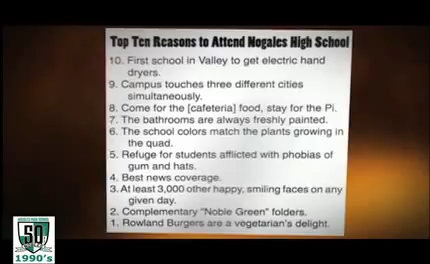 Top Ten Reasons to Attend Nogales High School
10. First school in Valley to get electric hand
dryers.
9. Campus touches three different cities
simultaneously.
8. Come for the [cafeteria] food, stay for the Pi.
7. The bathrooms are always freshly painted.
6. The school colors match the plants growing in
the quad.
5. Refuge for students afflicted with phobias of
gum and hats.
4. Best news coverage.
3. At least 3,000 other happy, smiling faces on any
given day.
2. Complementary "Noble Green" folders.
1. Rowland Burgers are a vegetarian's delight.
50
1990's